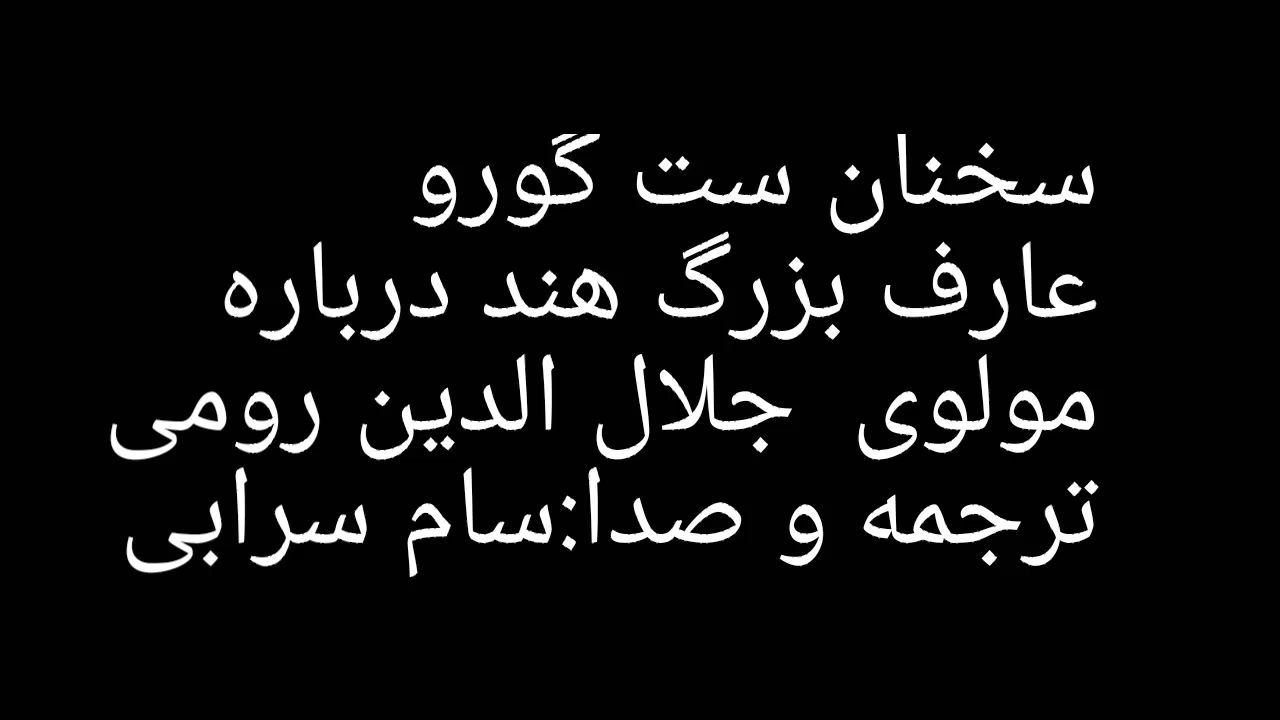 سخنان ست گورو
عارف بزرگ هند درباره
مولوی  جلال الدین رومی
ترجمه و صدا:سام سرابی